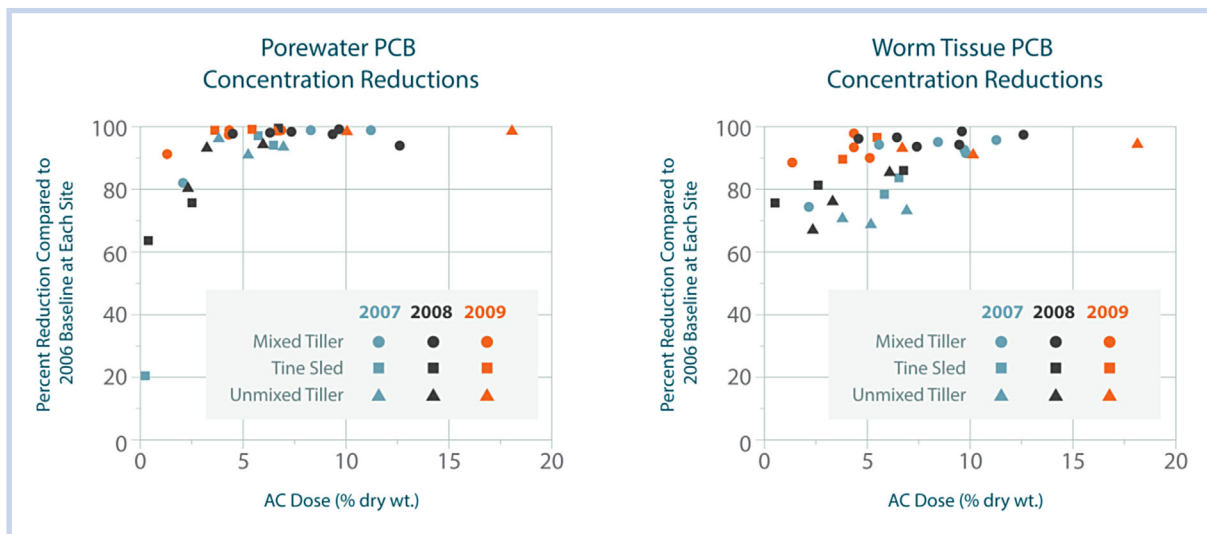 Porewater PCB
Concentration Reductions
Percent Reduction Compared to
2006 Baseline at Each Site
100
80
60
40
20
0
0 5 10 15 20
AC Dose (% dry wt.)
2007 2008 2009
Mixed Tiller
Tine Sled
Unmixed Tiller
Worm Tissue PCB
Concentration Reductions
Percent Reduction Compared to
2006 Baseline at Each Site
100
80
60
40
20
0
0 5 10 15 20
AC Dose (% dry wt.)
2007 2008 2009
Mixed Tiller
Tine Sled
Unmixed Tiller